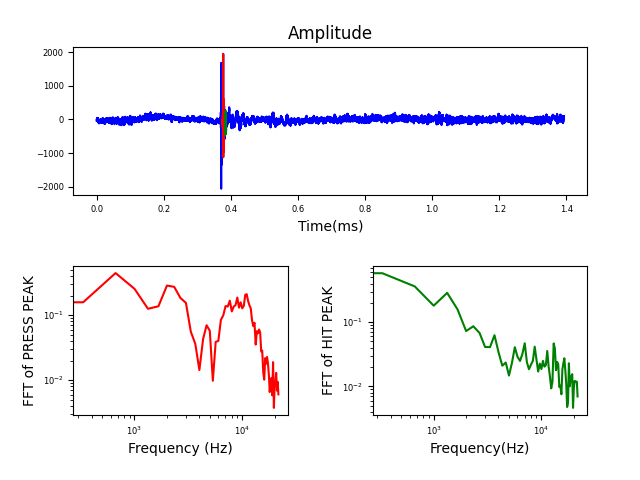 Amplitude
2000
1000
0
−1000
−2000
0.0 0.2 0.4 0.6 0.8 1.0 1.2 1.4
Time(ms)
FFT of PRESS PEAK
10⁻¹
10⁻²
10³ 10⁴
Frequency (Hz)
FFT of HIT PEAK
10⁻¹
10⁻²
10³ 10⁴
Frequency(Hz)